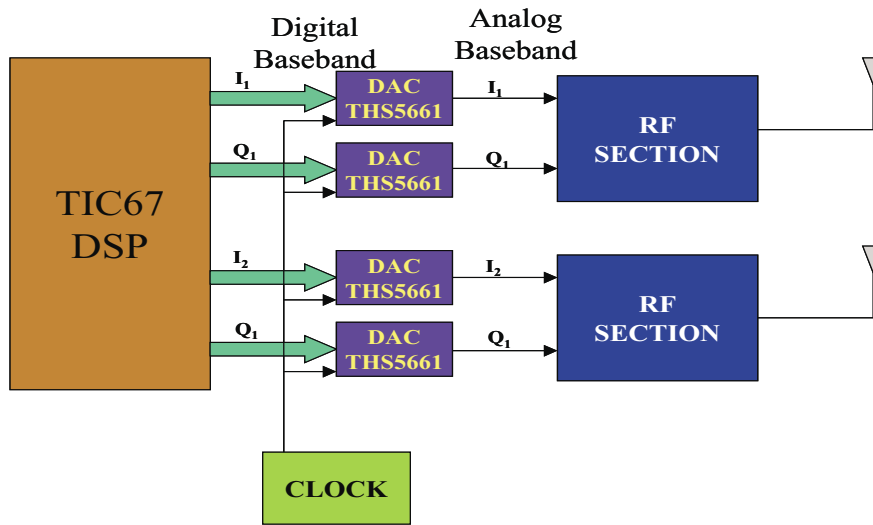 Digital
Baseband
Analog
Baseband
TIC67
DSP
I₁
DAC
THS5661
I₁
RF
SECTION
Q₁
DAC
THS5661
Q₁
I₂
DAC
THS5661
I₂
RF
SECTION
Q₁
DAC
THS5661
Q₁
CLOCK